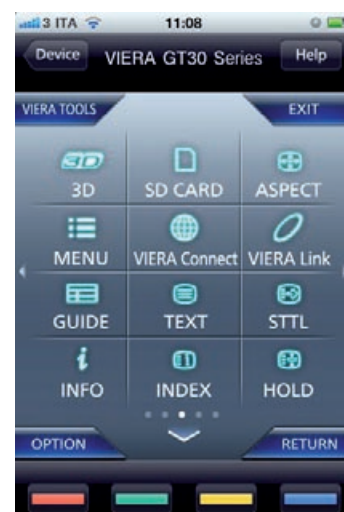 3 ITA 11:08
Device VIERA GT30 Series Help
VIERA TOOLS EXIT
3D
3D SD CARD ASPECT
MENU VIERA Connect VIERA Link
GUIDE TEXT STTL
i
INFO INDEX HOLD
OPTION RETURN